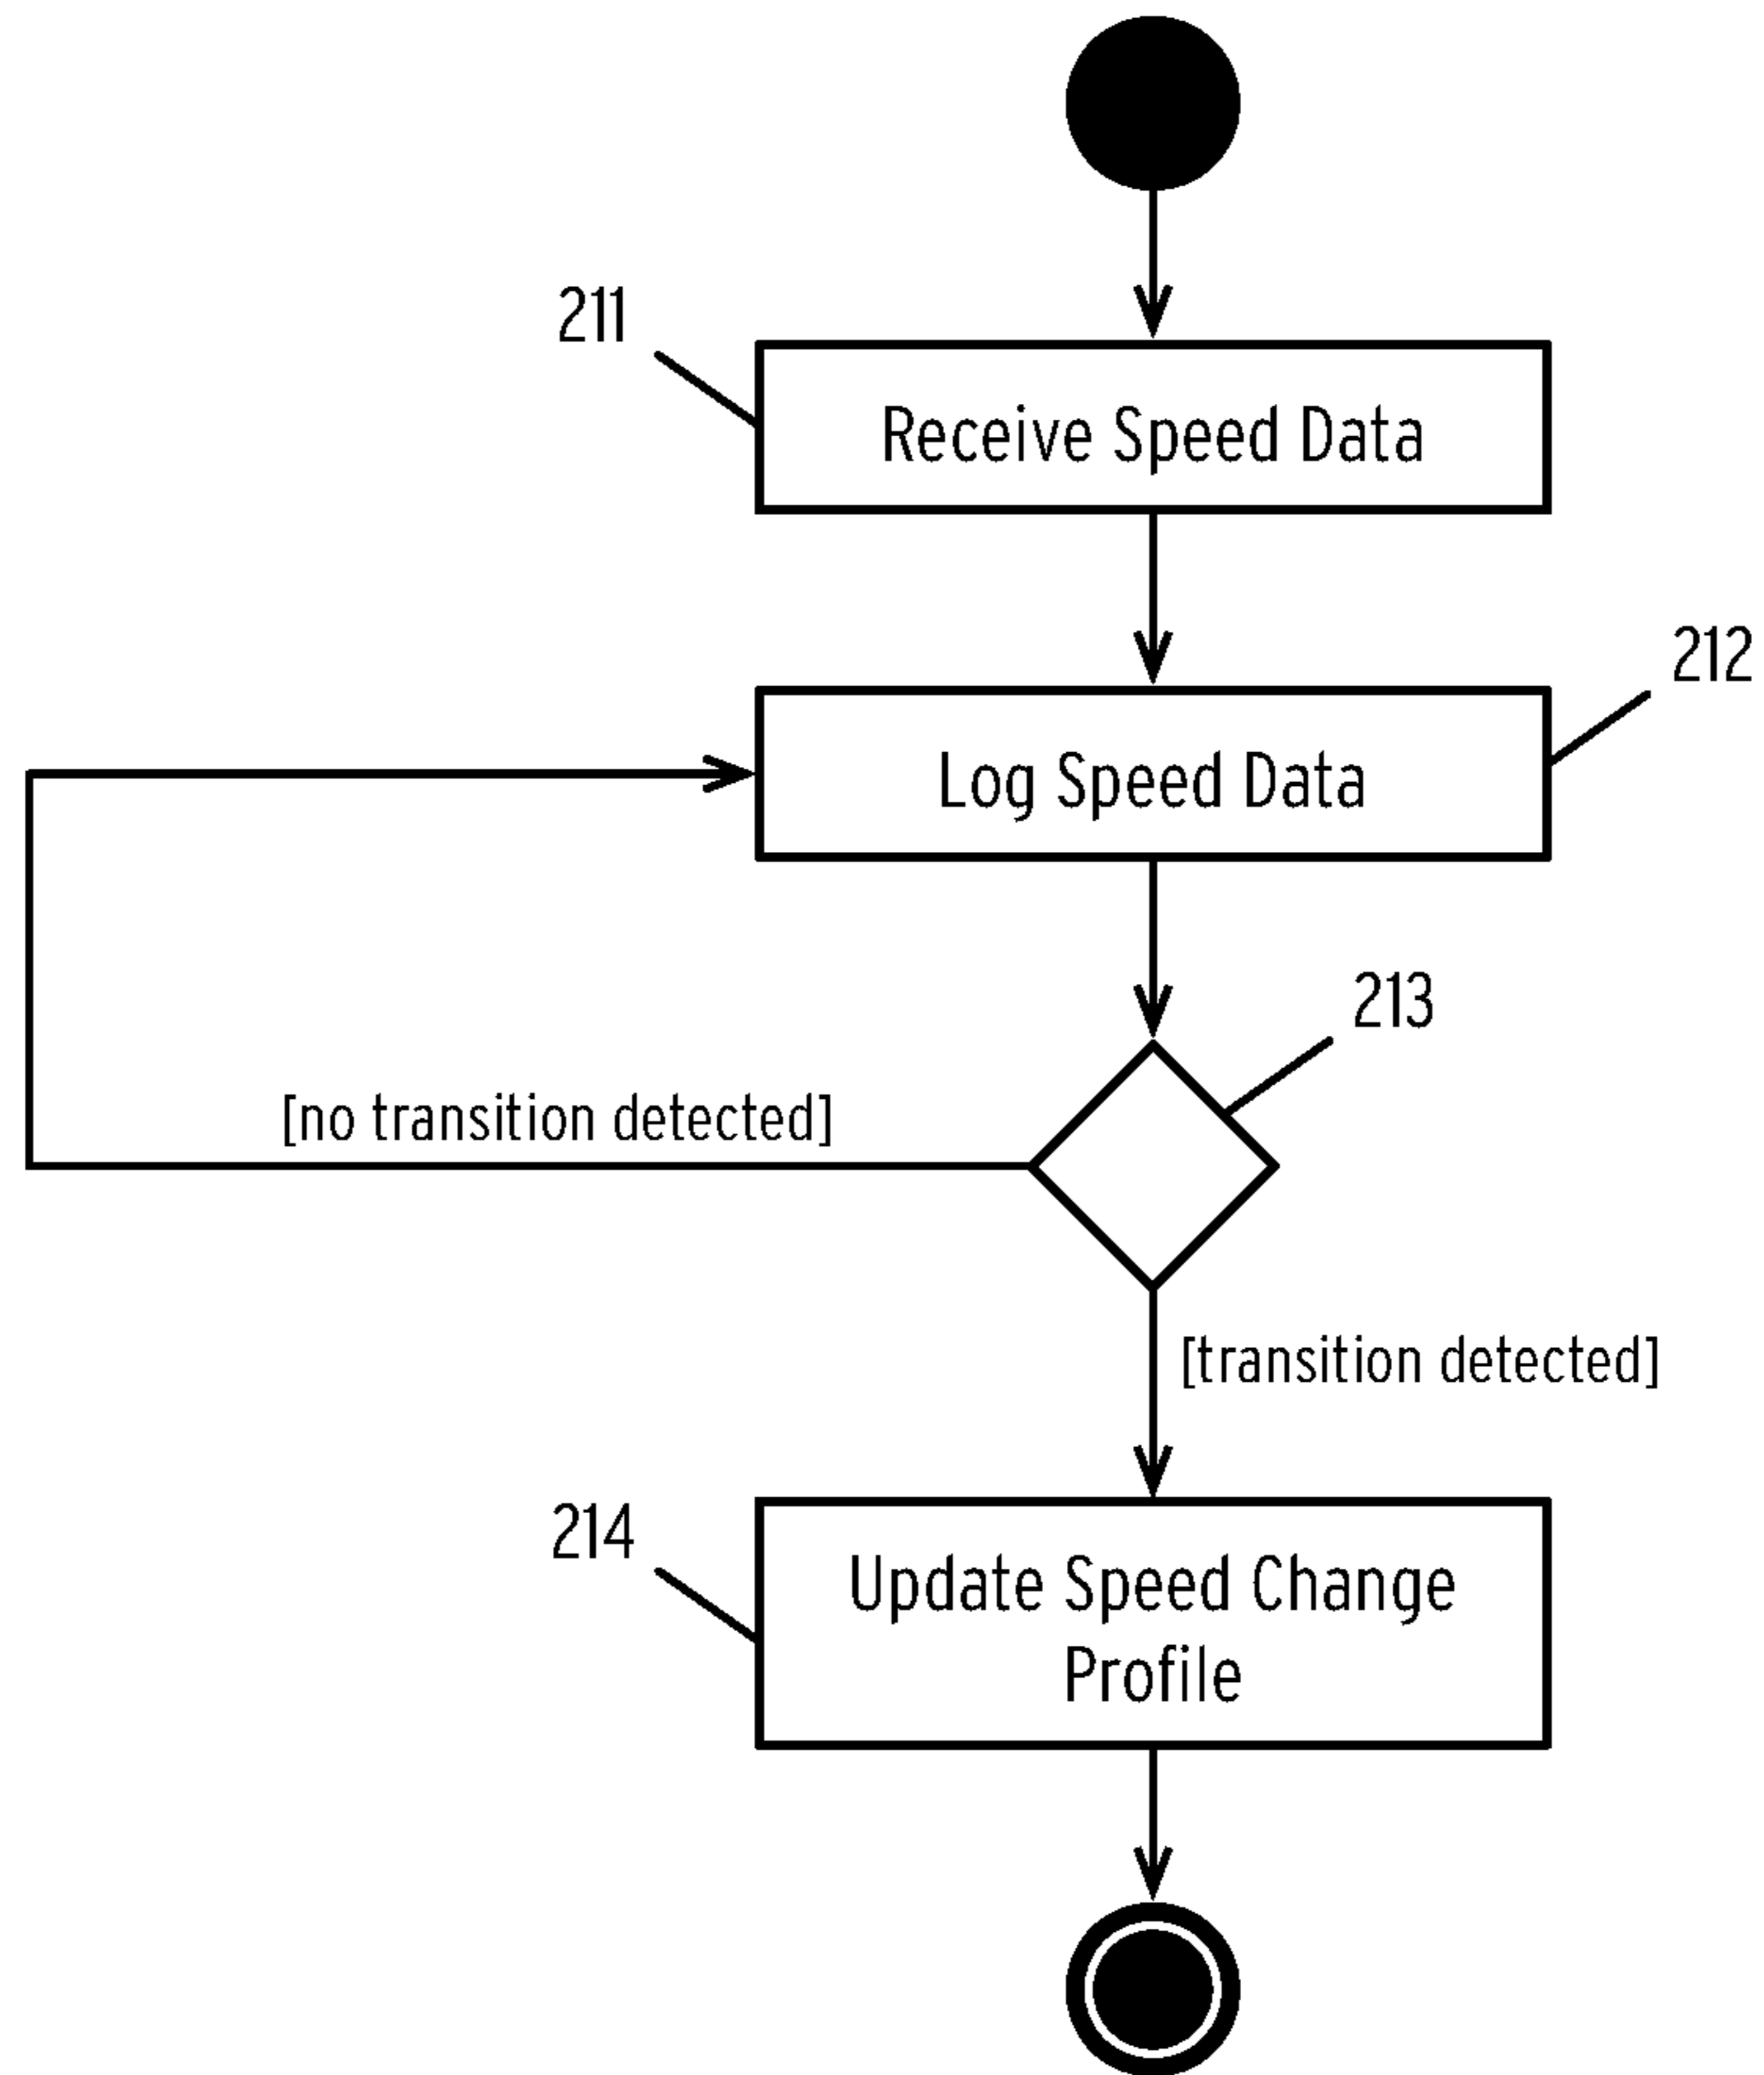 211
Receive Speed Data
212
Log Speed Data
213
[no transition detected]
[transition detected]
214
Update Speed Change
Profile